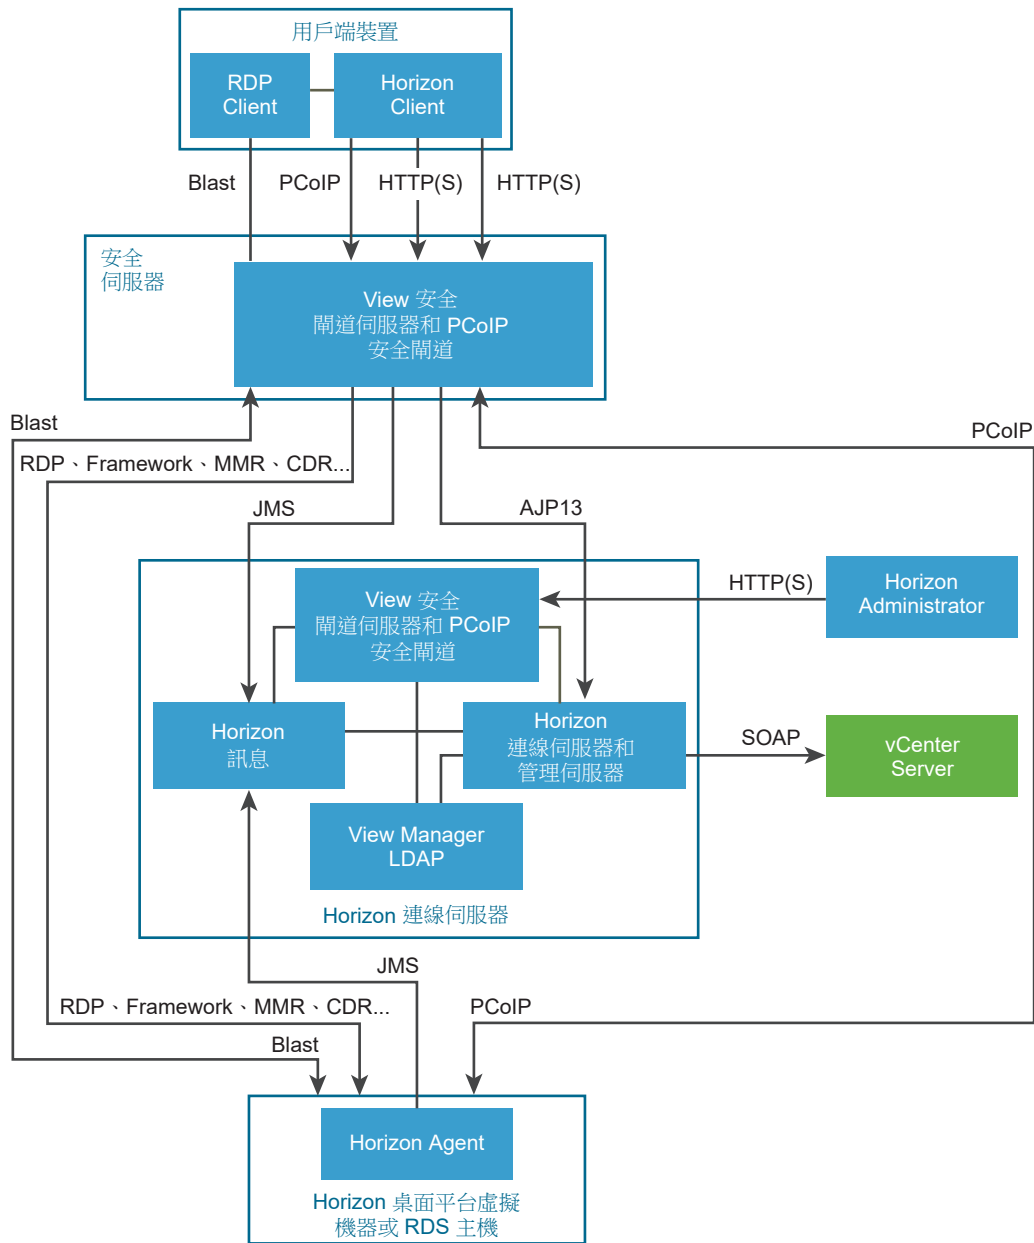 用戶端裝置
RDP
Client
Horizon
Client
Blast
PCoIP
HTTP(S)
HTTP(S)
安全
伺服器
View 安全
閘道伺服器和 PCoIP
安全閘道
Blast
PCoIP
RDP、Framework、MMR、CDR...
JMS
AJP13
View 安全
閘道伺服器和 PCoIP
安全閘道
HTTP(S)
Horizon
Administrator
Horizon
訊息
Horizon
連線伺服器和
管理伺服器
SOAP
vCenter
Server
View Manager
LDAP
Horizon 連線伺服器
JMS
RDP、Framework、MMR、CDR...
PCoIP
Blast
Horizon Agent
Horizon 桌面平台虛擬
機器或 RDS 主機